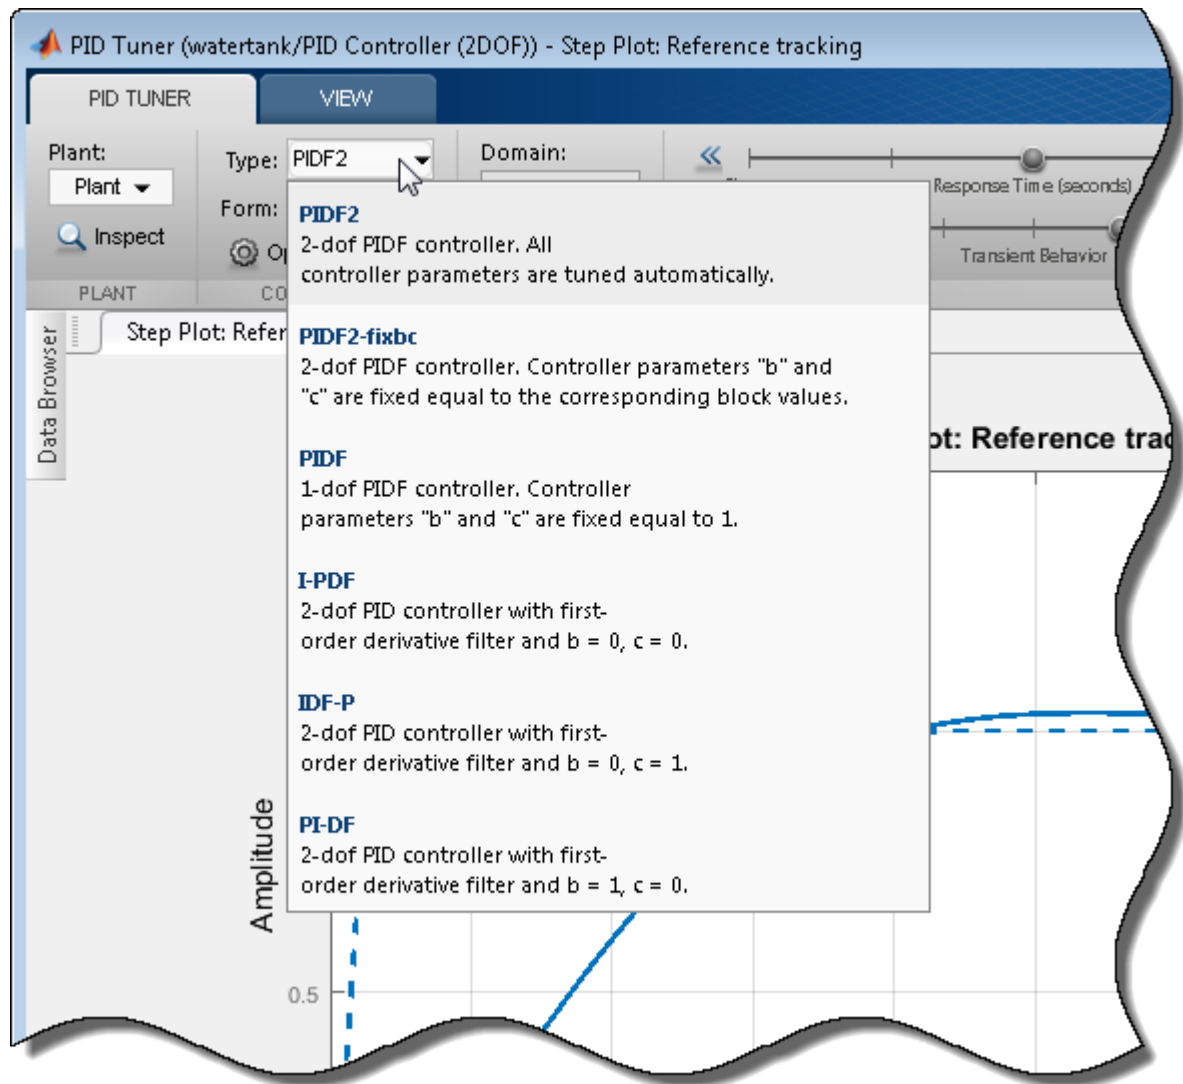 PID Tuner (watertank/PID Controller (2DOF)) - Step Plot: Reference tracking
PID TUNER
VIEW
Plant:
Plant
Inspect
PLANT
Type: PIDF2
Form:
Domain:
Response Time (seconds)
Transient Behavior
PIDF2
2-dof PIDF controller. All
controller parameters are tuned automatically.
PIDF2-fixbc
2-dof PIDF controller. Controller parameters "b" and
"c" are fixed equal to the corresponding block values.
PIDF
1-dof PIDF controller. Controller
parameters "b" and "c" are fixed equal to 1.
I-PDF
2-dof PID controller with first-
order derivative filter and b = 0, c = 0.
IDF-P
2-dof PID controller with first-
order derivative filter and b = 0, c = 1.
PI-DF
2-dof PID controller with first-
order derivative filter and b = 1, c = 0.
Data Browser
Step Plot: Refer
ot: Reference trac
Amplitude
0.5